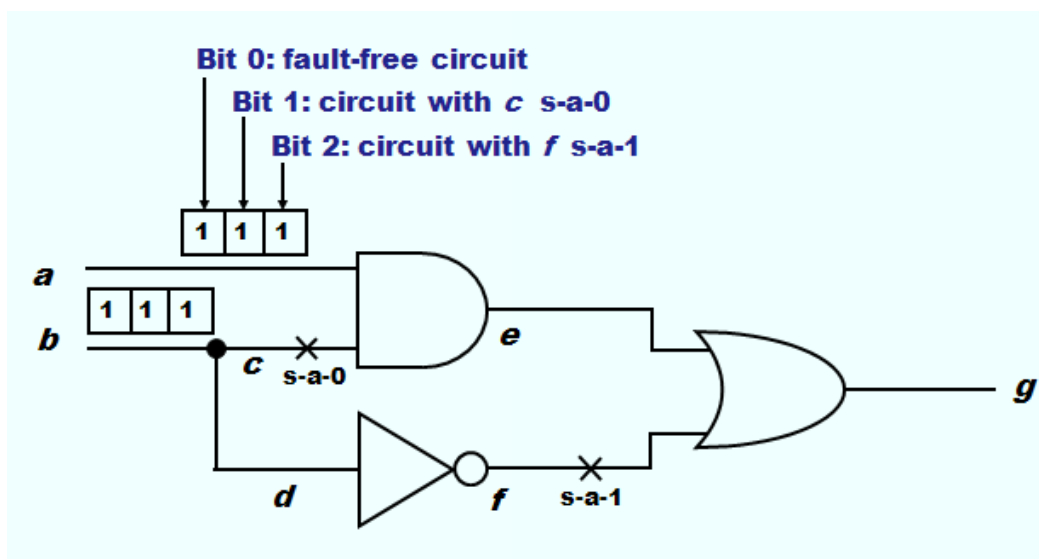 Bit 0: fault-free circuit
Bit 1: circuit with c s-a-0
Bit 2: circuit with f s-a-1
1 1 1
a
1 1 1
b
c
s-a-0
e
g
d
f
s-a-1